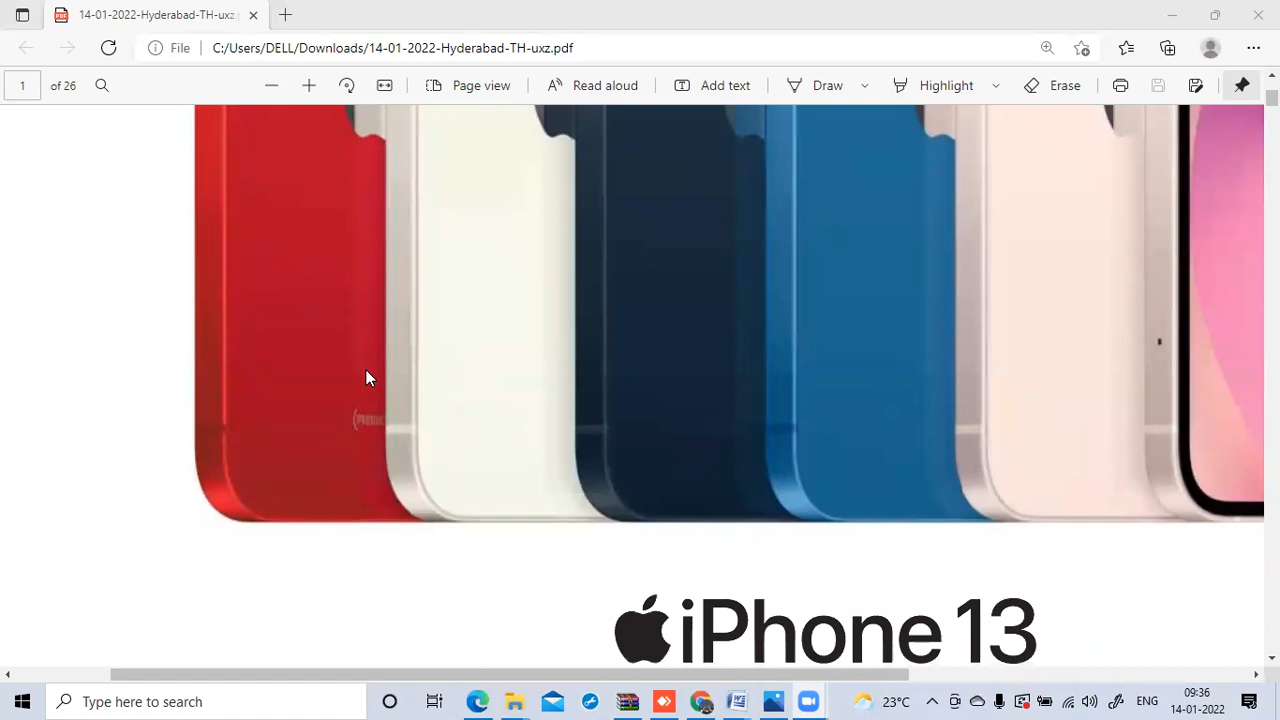 14-01-2022-Hyderabad-TH-uxz.p
File C:/Users/DELL/Downloads/14-01-2022-Hyderabad-TH-uxz.pdf
1 of 26 Page view Read aloud Add text Draw Highlight Erase
(PRODUCT
iPhone 13
Type here to search
23°C ENG 09:36
14-01-2022